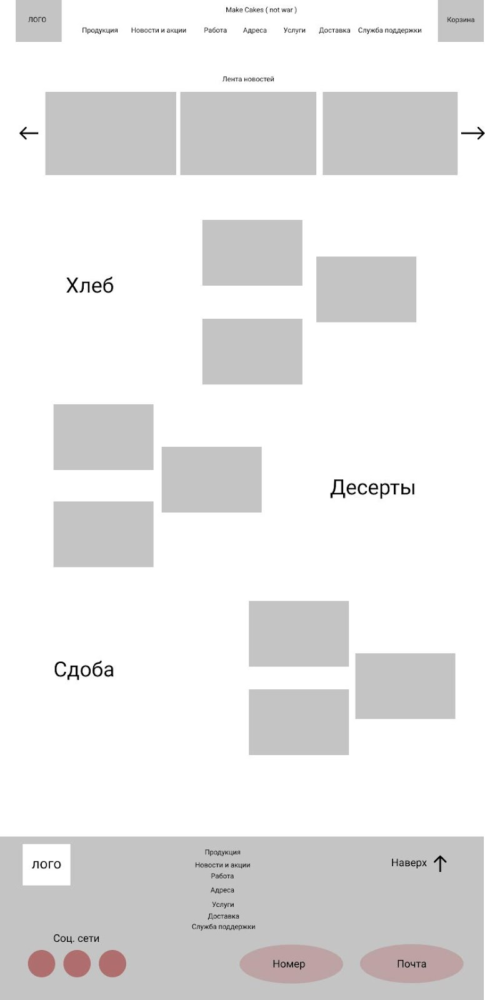 Make Cakes ( not war )
ЛОГО
Корзина
Продукция Новости и акции Работа Адреса Услуги Доставка Служба поддержки
Лента новостей
Хлеб
Десерты
Сдоба
ЛОГО
Продукция
Новости и акции
Работа
Адреса
Услуги
Доставка
Служба поддержки
Наверх
Соц. сети
Номер
Почта